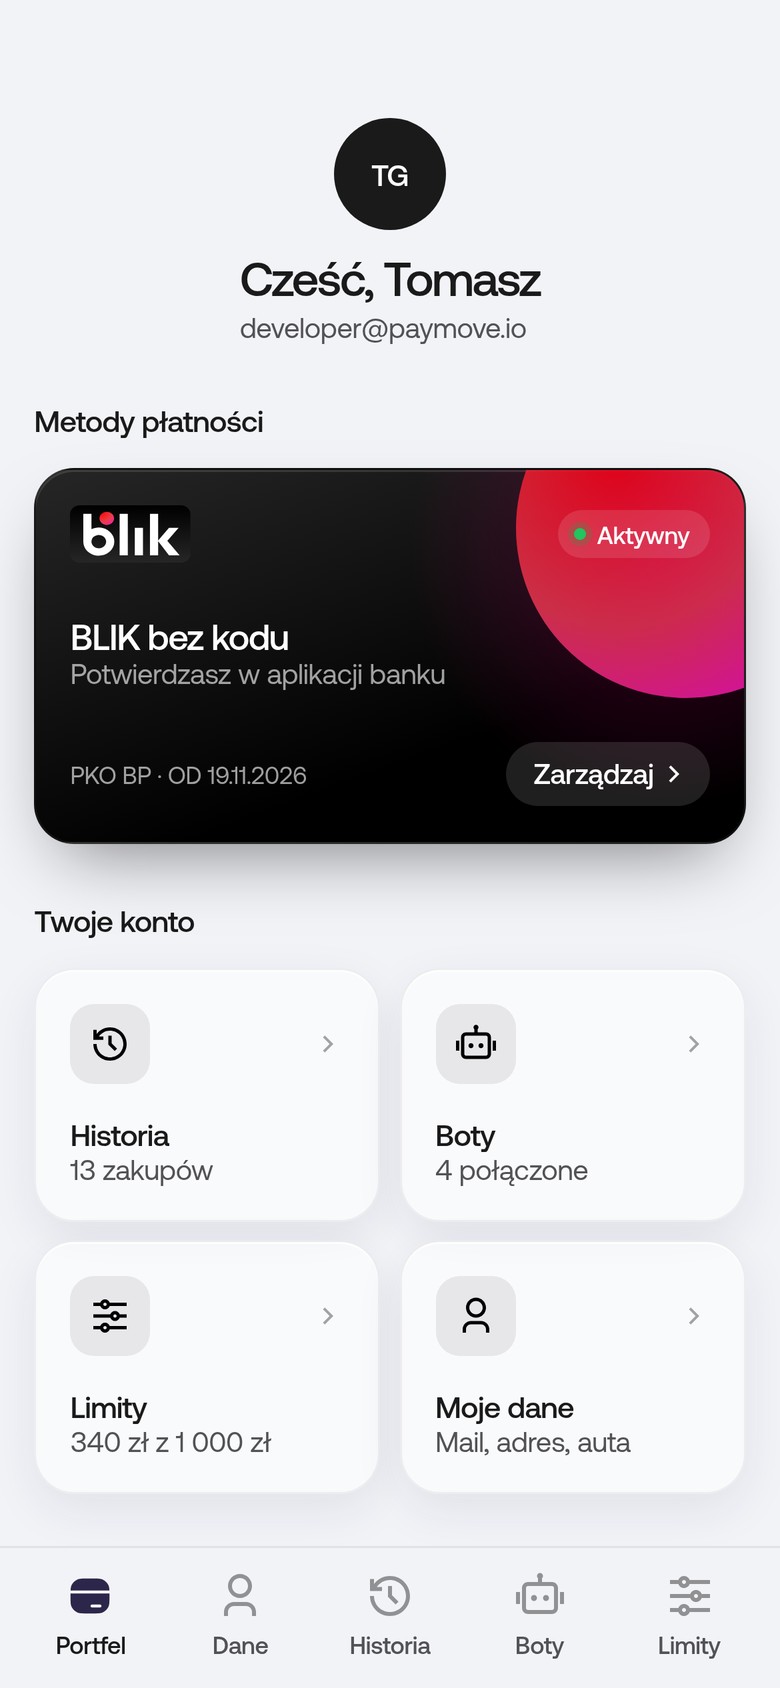 TG
Cześć, Tomasz
developer@paymove.io
Metody płatności
blık
Aktywny
BLIK bez kodu
Potwierdzasz w aplikacji banku
PKO BP · OD 19.11.2026
Zarządzaj
Twoje konto
Historia
13 zakupów
Boty
4 połączone
Limity
340 zł z 1 000 zł
Moje dane
Mail, adres, auta
Portfel
Dane
Historia
Boty
Limity